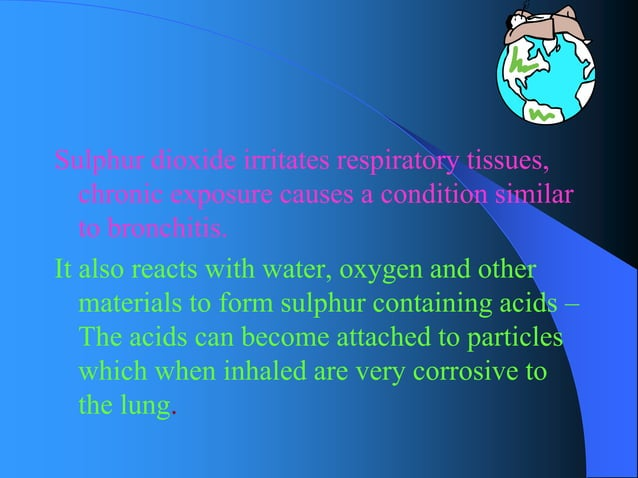 Sulphur dioxide irritates respiratory tissues,
chronic exposure causes a condition similar
to bronchitis.
It also reacts with water, oxygen and other
materials to form sulphur containing acids –
The acids can become attached to particles
which when inhaled are very corrosive to
the lung.